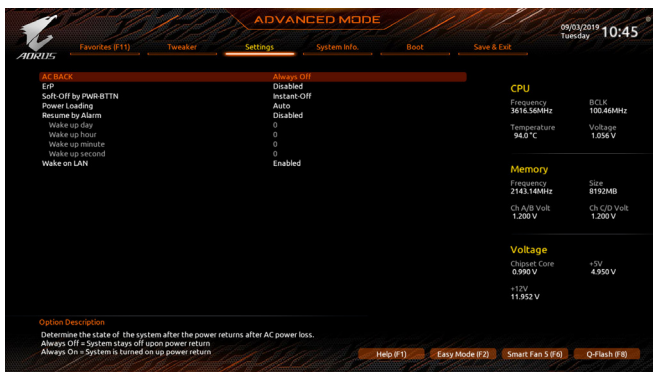 ADVANCED MODE
09/03/2019 10:45
Tuesday
AORUS
Favorites (F11) Tweaker Settings System Info. Boot Save & Exit
AC BACK Always Off
ErP Disabled
Soft-Off by PWR-BTTN Instant-Off
Power Loading Auto
Resume by Alarm Disabled
Wake up day 0
Wake up hour 0
Wake up minute 0
Wake up second 0
Wake on LAN Enabled
CPU
Frequency BCLK
3616.56MHz 100.46MHz
Temperature Voltage
94.0°C 1.056 V
Memory
Frequency Size
2143.14MHz 8192MB
Ch A/B Volt Ch C/D Volt
1.200 V 1.200 V
Voltage
Chipset Core +5V
0.990 V 4.950 V
+12V
11.952 V
Option Description
Determine the state of the system after the power returns after AC power loss.
Always Off = System stays off upon power return
Always On = System is turned on up power return
Help (F1) Easy Mode (F2) Smart Fan 5 (F6) Q-Flash (F8)